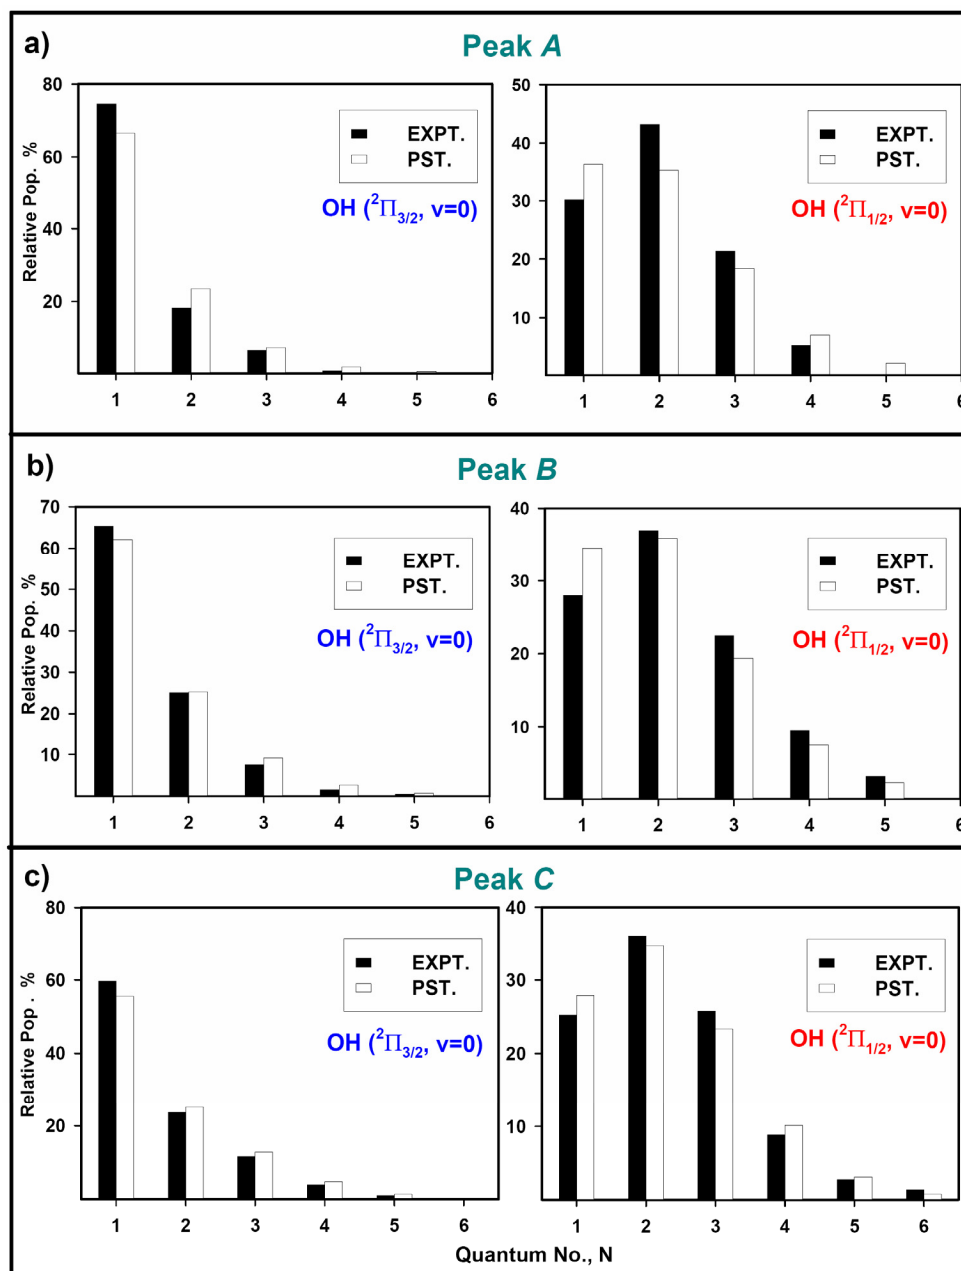 a)
Peak A
Relative Pop. %
80
60
40
20
1 2 3 4 5 6
EXPT.
PST.
OH (²Π₃/₂, v=0)
50
40
30
20
10
1 2 3 4 5 6
EXPT.
PST.
OH (²Π₁/₂, v=0)
b)
Peak B
Relative Pop. %
70
60
50
40
30
20
10
1 2 3 4 5 6
EXPT.
PST.
OH (²Π₃/₂, v=0)
40
30
20
10
1 2 3 4 5 6
EXPT.
PST.
OH (²Π₁/₂, v=0)
c)
Peak C
Relative Pop . %
80
60
40
20
1 2 3 4 5 6
EXPT.
PST.
OH (²Π₃/₂, v=0)
40
30
20
10
1 2 3 4 5 6
EXPT.
PST.
OH (²Π₁/₂, v=0)
Quantum No., N